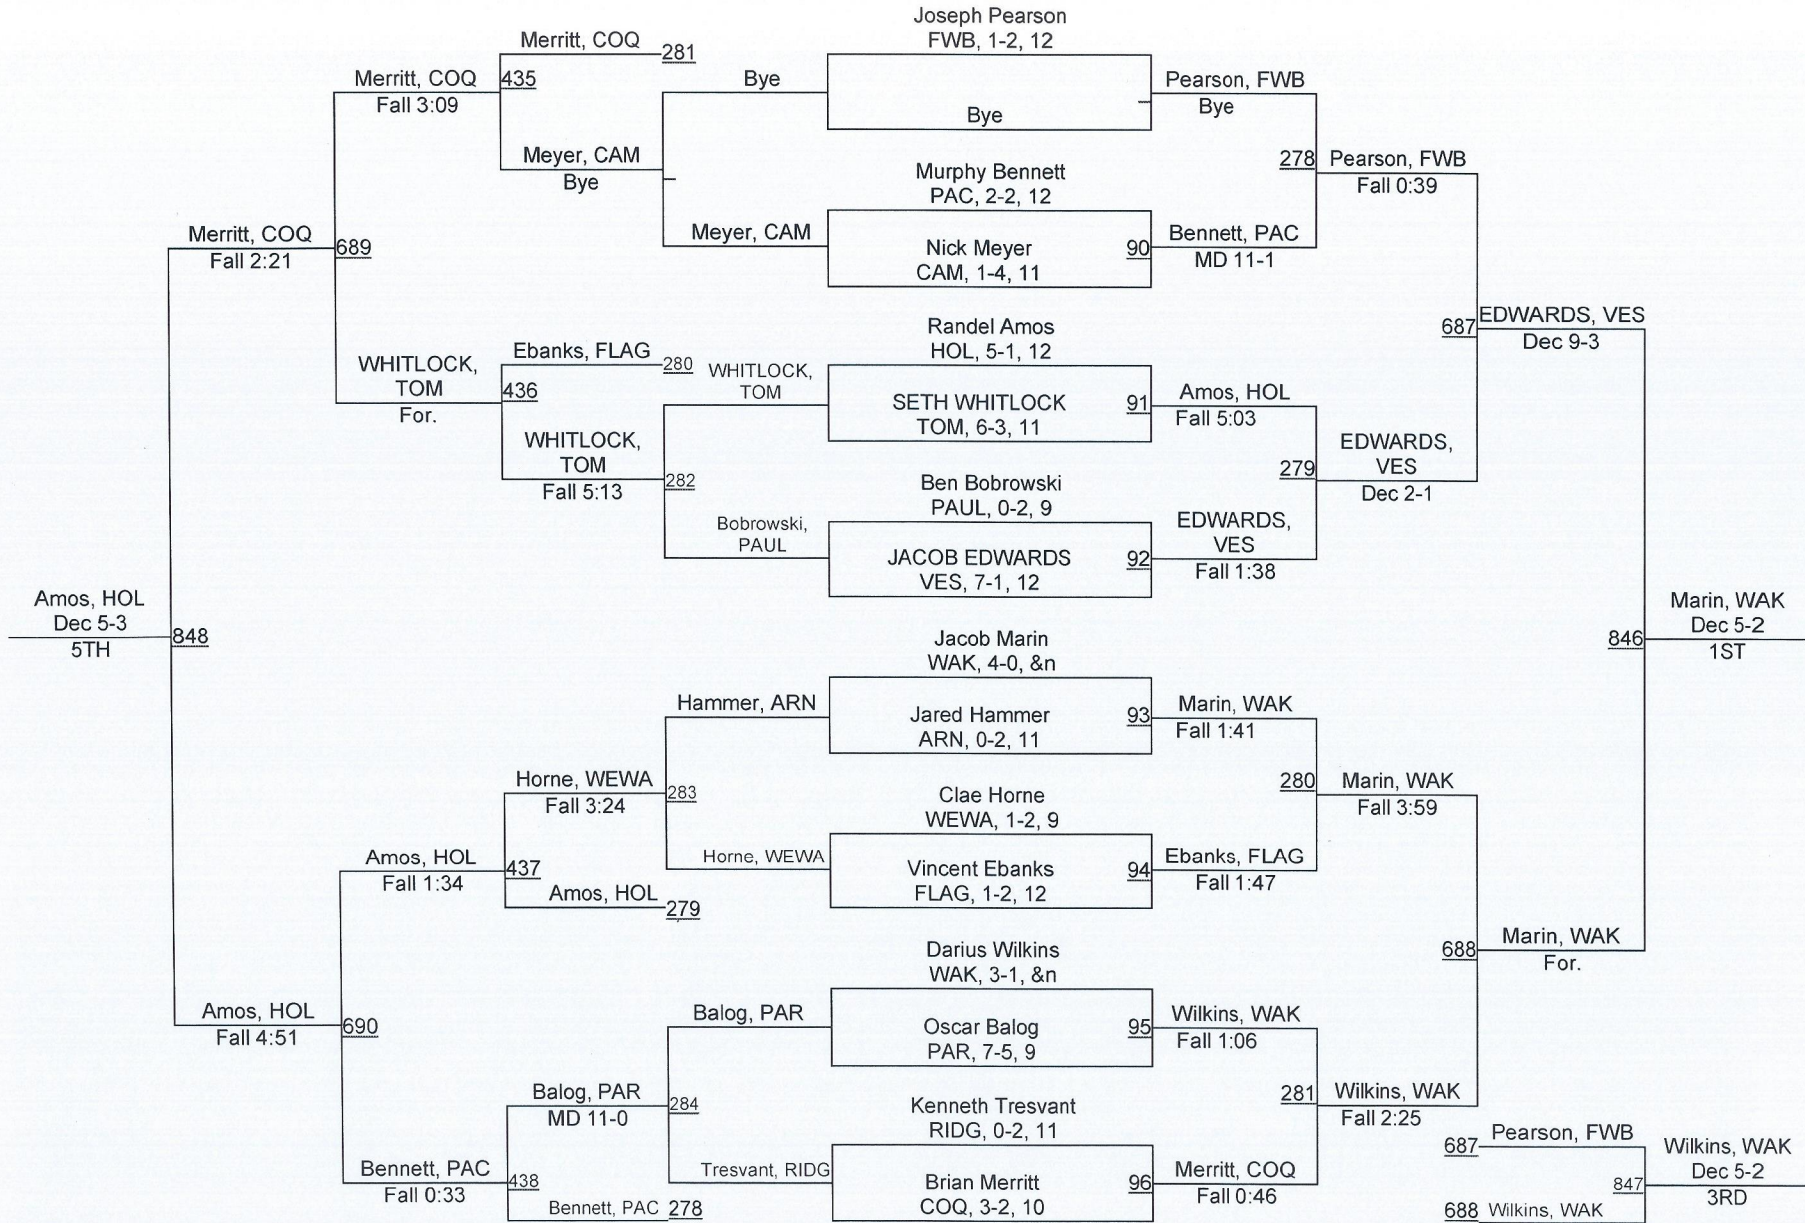 Joseph Pearson
FWB, 1-2, 12
Merritt, COQ
281
Merritt, COQ
435
Fall 3:09
Bye
Pearson, FWB
Bye
Bye
Meyer, CAM
Bye
278
Pearson, FWB
Fall 0:39
Murphy Bennett
PAC, 2-2, 12
Merritt, COQ
689
Fall 2:21
Meyer, CAM
Nick Meyer
CAM, 1-4, 11
90
Bennett, PAC
MD 11-1
687
EDWARDS, VES
Dec 9-3
Randel Amos
HOL, 5-1, 12
Ebanks, FLAG
280
WHITLOCK,
TOM
For.
436
WHITLOCK,
TOM
SETH WHITLOCK
TOM, 6-3, 11
91
Amos, HOL
Fall 5:03
WHITLOCK,
TOM
Fall 5:13
282
279
EDWARDS,
VES
Dec 2-1
Ben Bobrowski
PAUL, 0-2, 9
Bobrowski,
PAUL
JACOB EDWARDS
VES, 7-1, 12
92
EDWARDS,
VES
Fall 1:38
Amos, HOL
Dec 5-3
5TH
848
846
Marin, WAK
Dec 5-2
1ST
Jacob Marin
WAK, 4-0, &n
Hammer, ARN
Jared Hammer
ARN, 0-2, 11
93
Marin, WAK
Fall 1:41
Horne, WEWA
Fall 3:24
283
280
Marin, WAK
Fall 3:59
Clae Horne
WEWA, 1-2, 9
Amos, HOL
Fall 1:34
437
Horne, WEWA
Vincent Ebanks
FLAG, 1-2, 12
94
Ebanks, FLAG
Fall 1:47
Amos, HOL
279
688
Marin, WAK
For.
Darius Wilkins
WAK, 3-1, &n
Amos, HOL
Fall 4:51
690
Balog, PAR
Oscar Balog
PAR, 7-5, 9
95
Wilkins, WAK
Fall 1:06
Balog, PAR
MD 11-0
284
281
Wilkins, WAK
Fall 2:25
Kenneth Tresvant
RIDG, 0-2, 11
Bennett, PAC
Fall 0:33
438
Tresvant, RIDG
Brian Merritt
COQ, 3-2, 10
96
Merritt, COQ
Fall 0:46
Bennett, PAC
278
687
Pearson, FWB
847
Wilkins, WAK
Dec 5-2
3RD
688
Wilkins, WAK